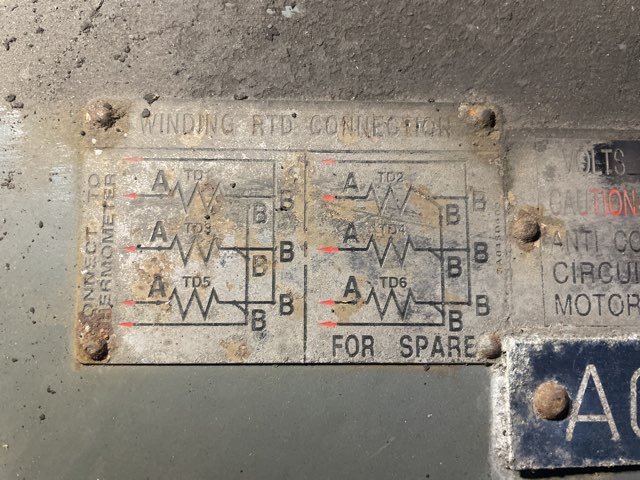 WINDING RTD CONNECTION
CONNECT TO
THERMOMETER
A TD B
B
A TD3 B
B
A TD5 B
B
A TD2 B
B
A TD4 B
B
A TD6 B
B
FOR SPARE
VOLTS
CAUTION
ANTI CO
CIRCUI
MOTOR
AC